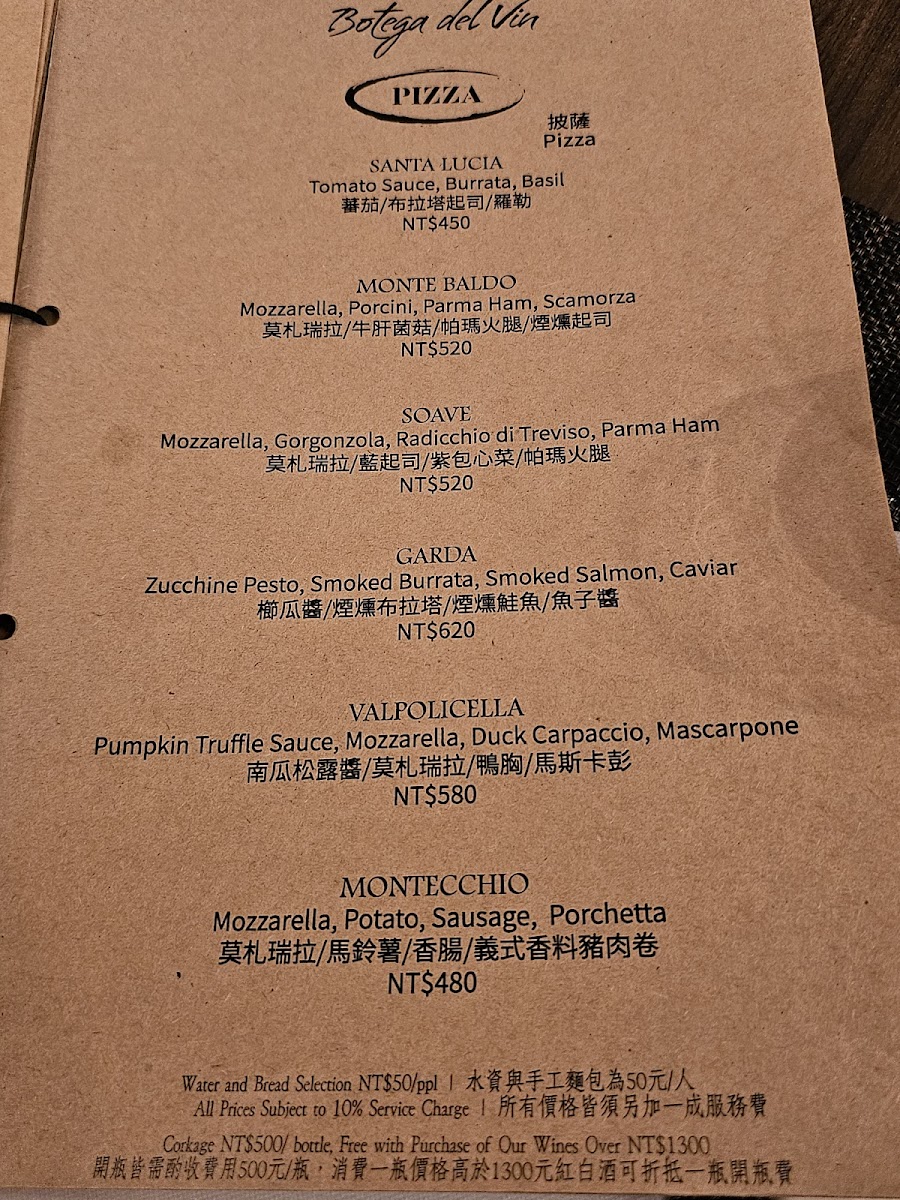 Botega del Vin
PIZZA
披薩
Pizza
SANTA LUCIA
Tomato Sauce, Burrata, Basil
蕃茄/布拉塔起司/羅勒
NT$450
MONTE BALDO
Mozzarella, Porcini, Parma Ham, Scamorza
莫札瑞拉/牛肝菌菇/帕瑪火腿/煙燻起司
NT$520
SOAVE
Mozzarella, Gorgonzola, Radicchio di Treviso, Parma Ham
莫札瑞拉/藍起司/紫包心菜/帕瑪火腿
NT$520
GARDA
Zucchine Pesto, Smoked Burrata, Smoked Salmon, Caviar
櫛瓜醬/煙燻布拉塔/煙燻鮭魚/魚子醬
NT$620
VALPOLICELLA
Pumpkin Truffle Sauce, Mozzarella, Duck Carpaccio, Mascarpone
南瓜松露醬/莫札瑞拉/鴨胸/馬斯卡彭
NT$580
MONTECCHIO
Mozzarella, Potato, Sausage, Porchetta
莫札瑞拉/馬鈴薯/香腸/義式香料豬肉卷
NT$480
Water and Bread Selection NT$50/ppl | 水資與手工麵包為50元/人
All Prices Subject to 10% Service Charge | 所有價格皆須另加一成服務費
Corkage NT$500/ bottle, Free with Purchase of Our Wines Over NT$1300
開瓶皆需酌收費用500元/瓶，消費一瓶價格高於1300元紅白酒可折抵一瓶開瓶費